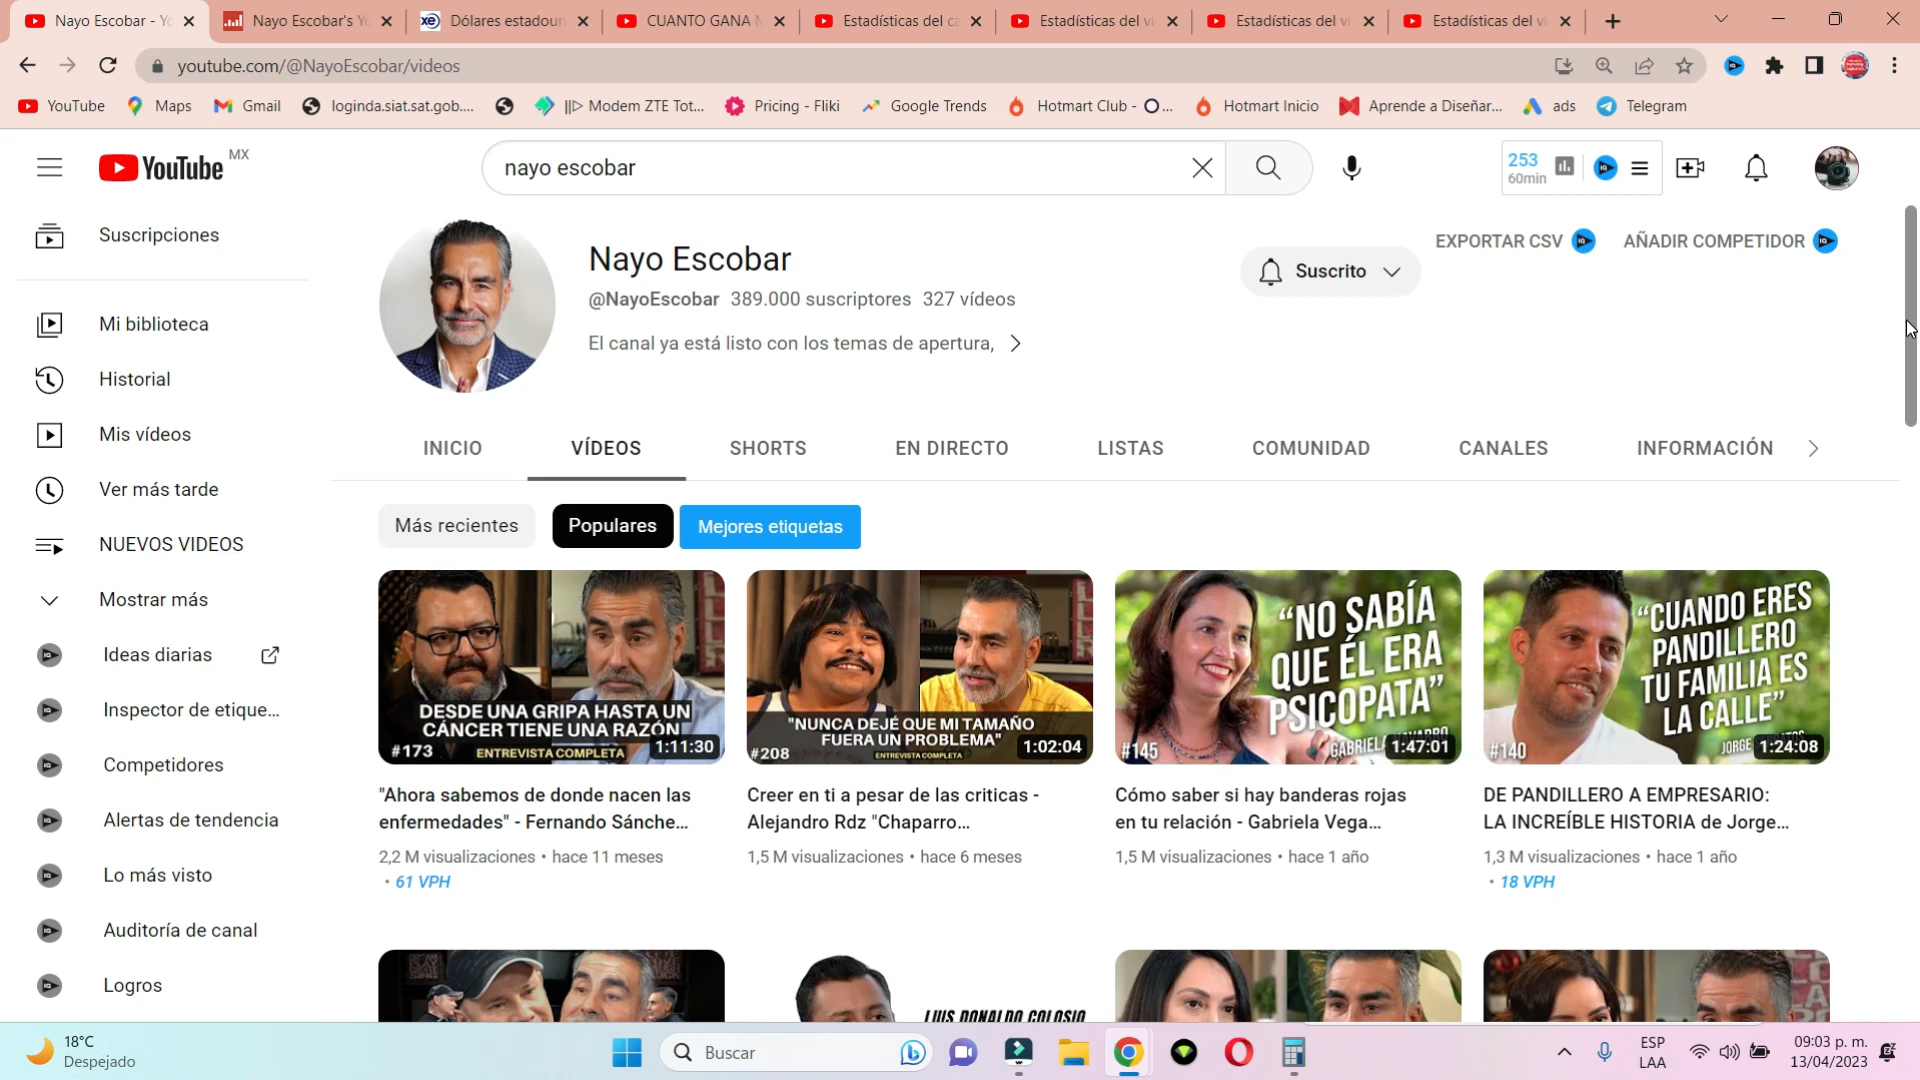 Nayo Escobar - Yo
Nayo Escobar's Yo
Dólares estadoun
CUANTO GANA N
Estadísticas del ca
Estadísticas del vi
Estadísticas del vi
Estadísticas del vi
youtube.com/@NayoEscobar/videos
YouTube
Maps
Gmail
loginda.siat.sat.gob....
||▷ Modem ZTE Tot...
Pricing - Fliki
Google Trends
Hotmart Club - ...
Hotmart Inicio
Aprende a Diseñar...
ads
Telegram
YouTube MX
nayo escobar
253
60min
Suscripciones
Mi biblioteca
Historial
Mis vídeos
Ver más tarde
NUEVOS VIDEOS
Mostrar más
Ideas diarias
Inspector de etique...
Competidores
Alertas de tendencia
Lo más visto
Auditoría de canal
Logros
Nayo Escobar
@NayoEscobar 389.000 suscriptores 327 vídeos
El canal ya está listo con los temas de apertura,
Suscrito
EXPORTAR CSV
AÑADIR COMPETIDOR
INICIO
VÍDEOS
SHORTS
EN DIRECTO
LISTAS
COMUNIDAD
CANALES
INFORMACIÓN
Más recientes
Populares
Mejores etiquetas
DESDE UNA GRIPA HASTA UN
CÁNCER TIENE UNA RAZÓN
#173
ENTREVISTA COMPLETA
1:11:30
"Ahora sabemos de donde nacen las
enfermedades" - Fernando Sánche...
2,2 M visualizaciones • hace 11 meses
• 61 VPH
"NUNCA DEJÉ QUE MI TAMAÑO
FUERA UN PROBLEMA"
#208
ENTREVISTA COMPLETA
1:02:04
Creer en ti a pesar de las criticas -
Alejandro Rdz "Chaparro...
1,5 M visualizaciones • hace 6 meses
"NO SABÍA
QUE ÉL ERA
PSICOPATA"
#145
1:47:01
Cómo saber si hay banderas rojas
en tu relación - Gabriela Vega...
1,5 M visualizaciones • hace 1 año
"CUANDO ERES
PANDILLERO
TU FAMILIA ES
LA CALLE"
#140
JORGE
1:24:08
DE PANDILLERO A EMPRESARIO:
LA INCREÍBLE HISTORIA de Jorge...
1,3 M visualizaciones • hace 1 año
• 18 VPH
LUIS DONALDO COLOSIO
18°C
Despejado
Buscar
ESP
LAA
09:03 p. m.
13/04/2023